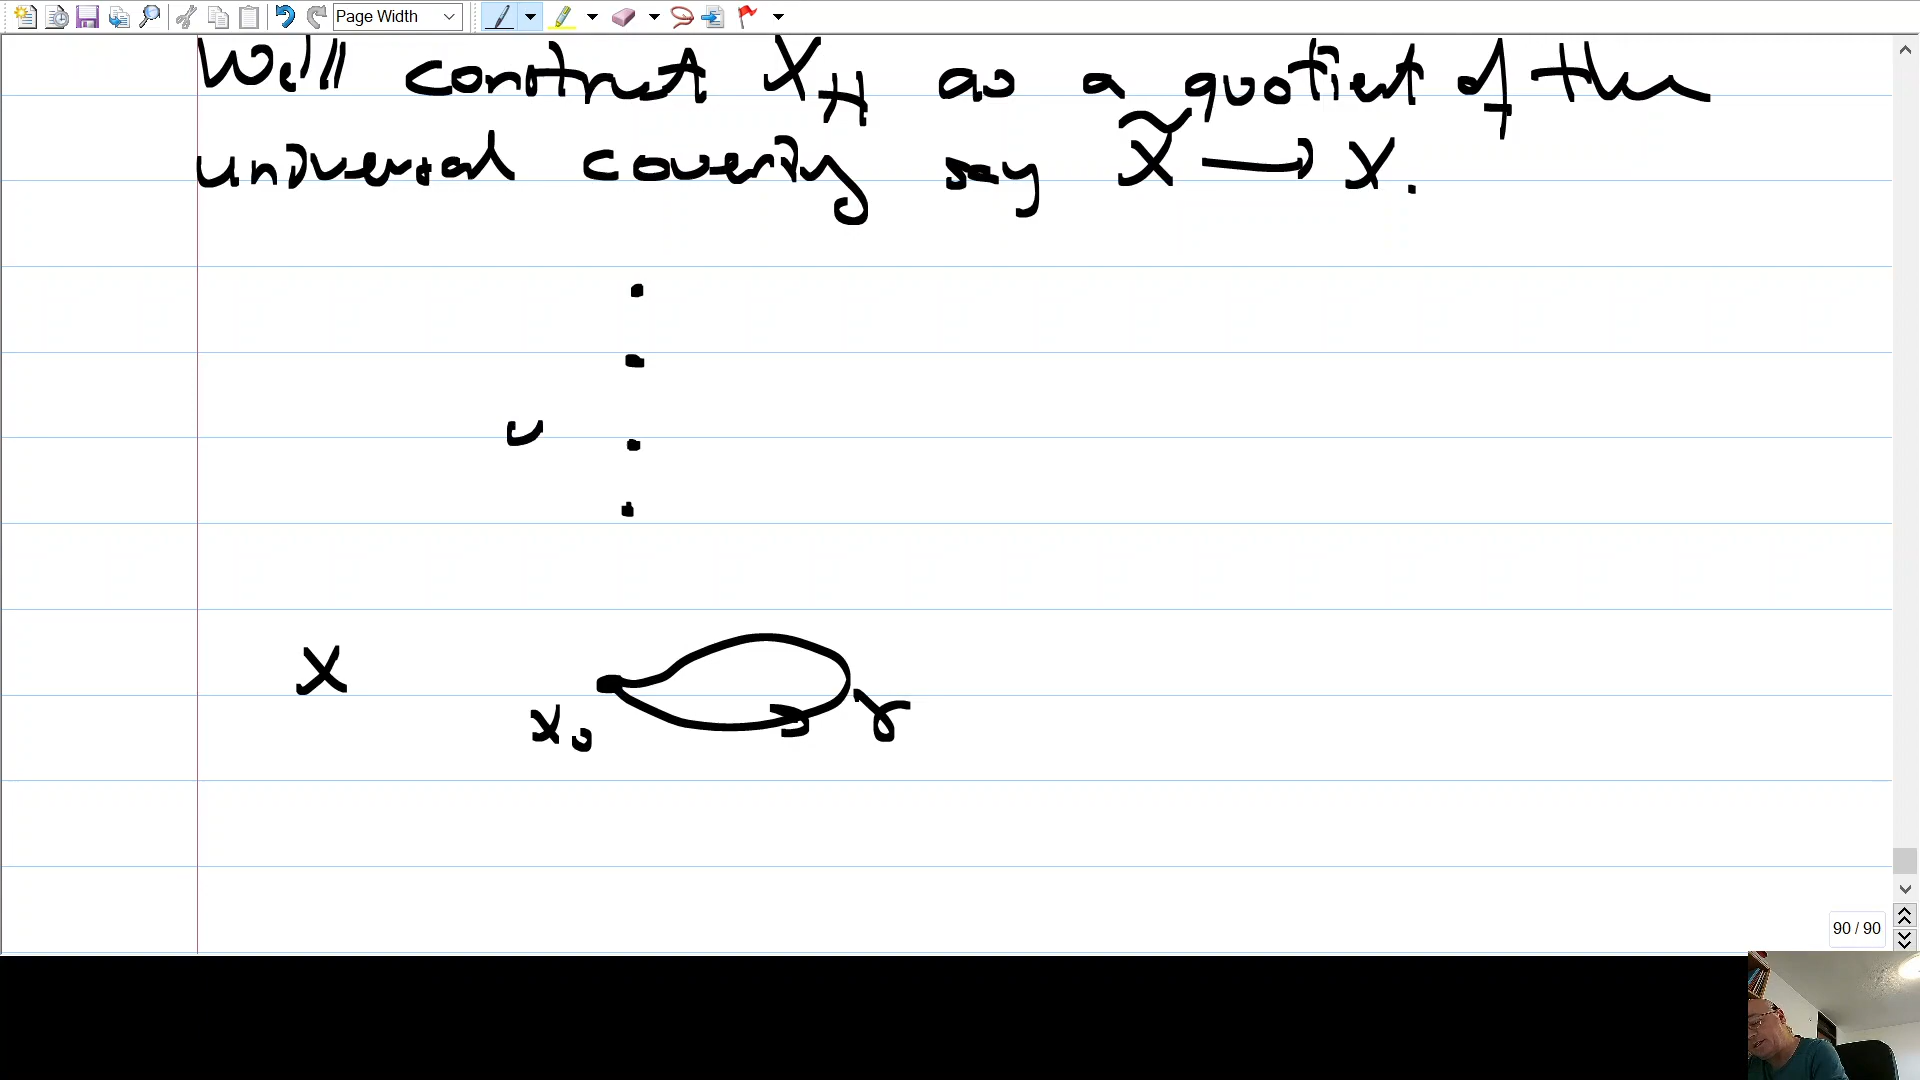 Page Width
We'll construct X_H as a quotient of the
universal covering say X̃ → X.
X
x₀ γ
90 / 90